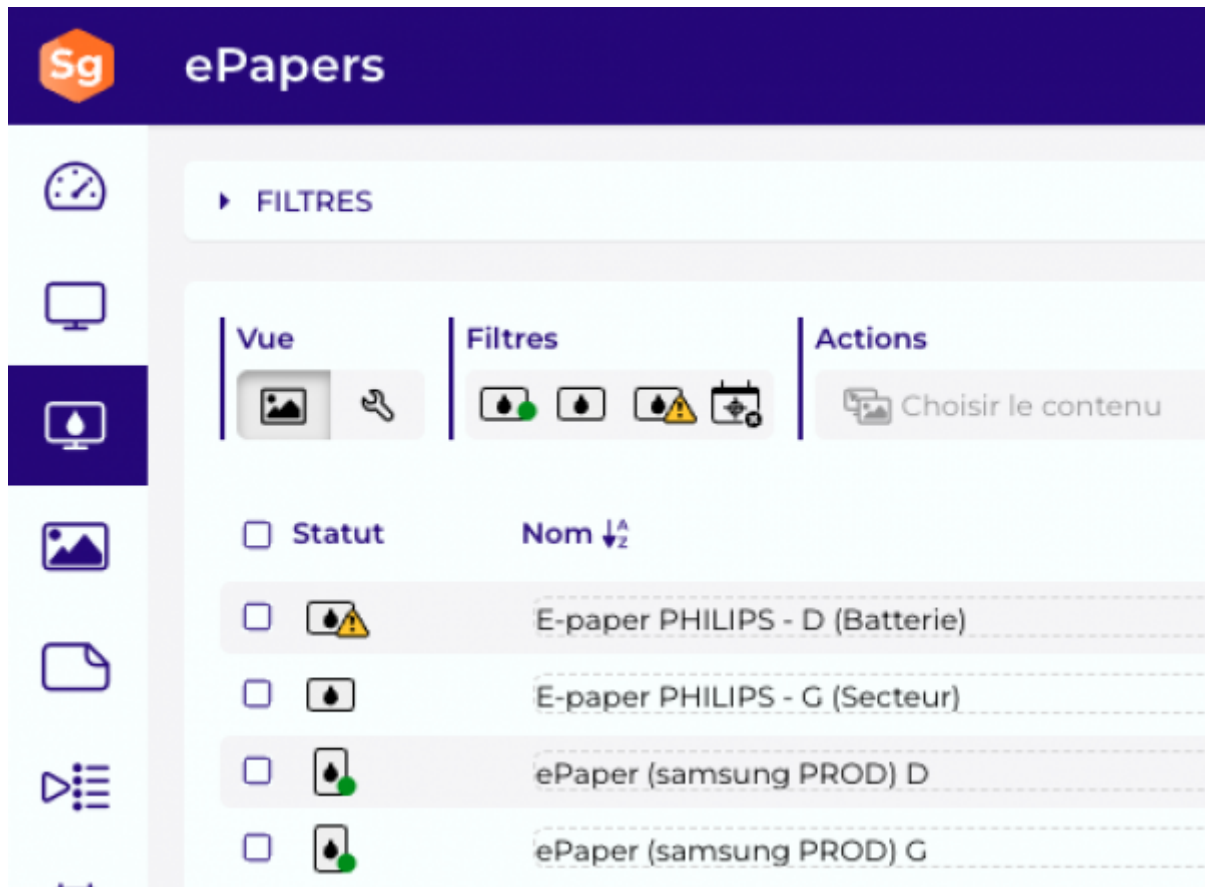 Sg
ePapers
FILTRES
Vue
Filtres
Actions
Choisir le contenu
Statut
Nom
E-paper PHILIPS - D (Batterie)
E-paper PHILIPS - G (Secteur)
ePaper (samsung PROD) D
ePaper (samsung PROD) G